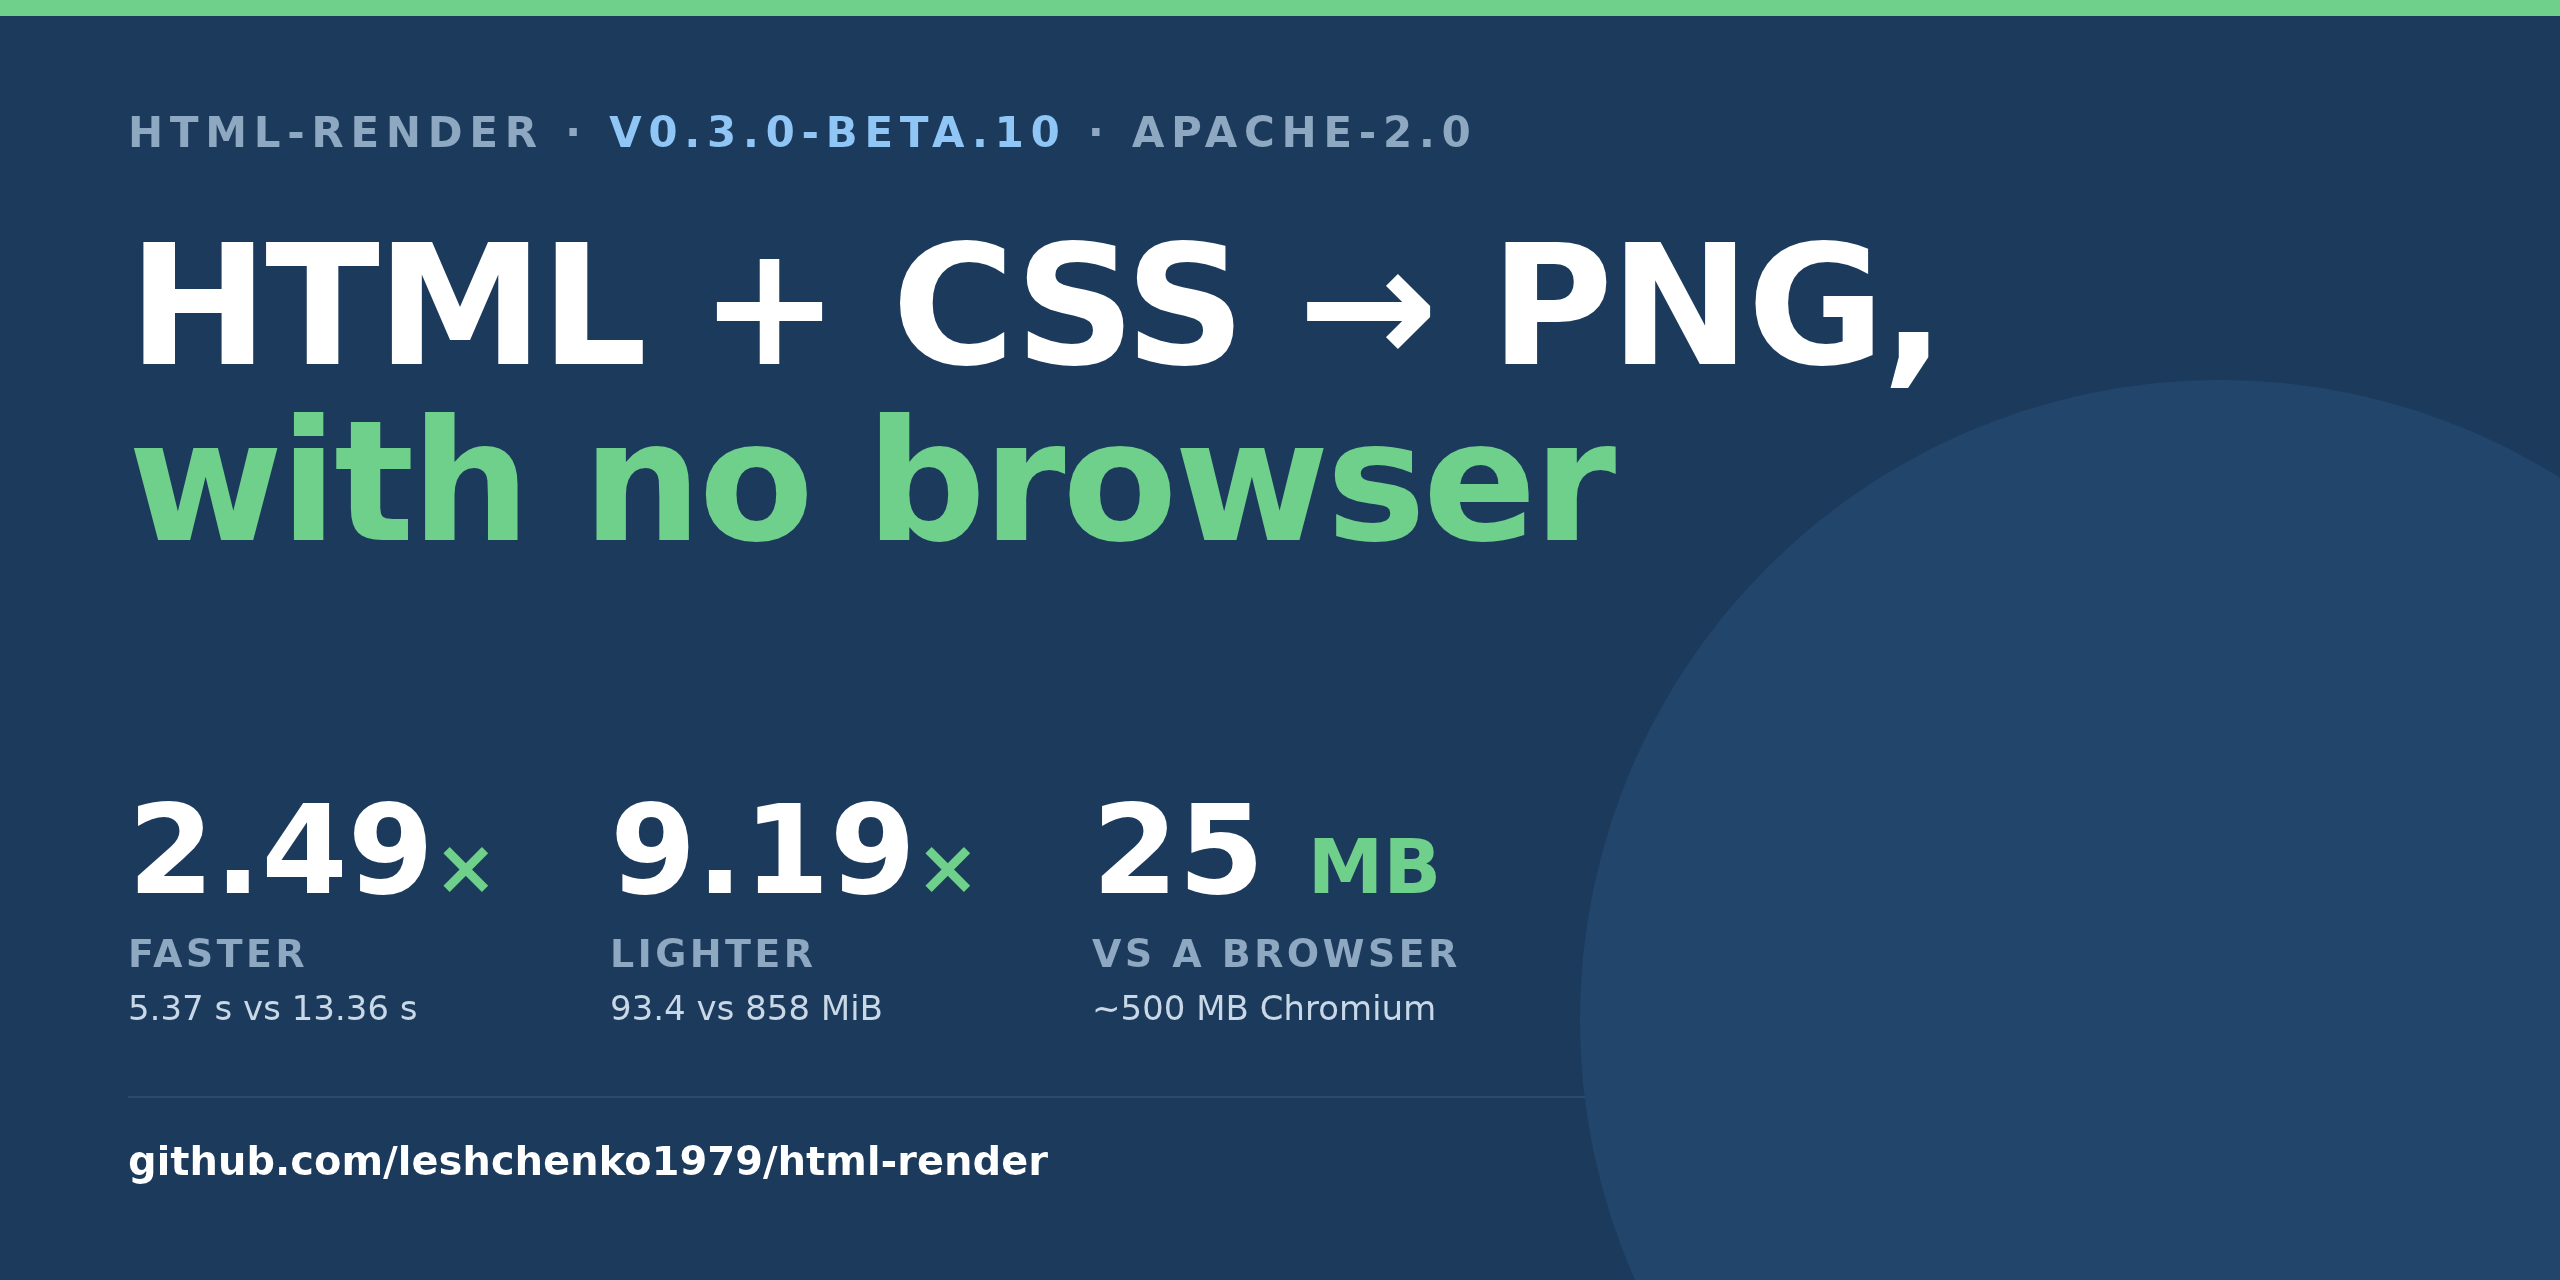 HTML-RENDER · V0.3.0-BETA.10 · APACHE-2.0
HTML + CSS → PNG,
with no browser
2.49× 9.19× 25 MB
FASTER LIGHTER VS A BROWSER
5.37 s vs 13.36 s 93.4 vs 858 MiB ~500 MB Chromium
github.com/leshchenko1979/html-render